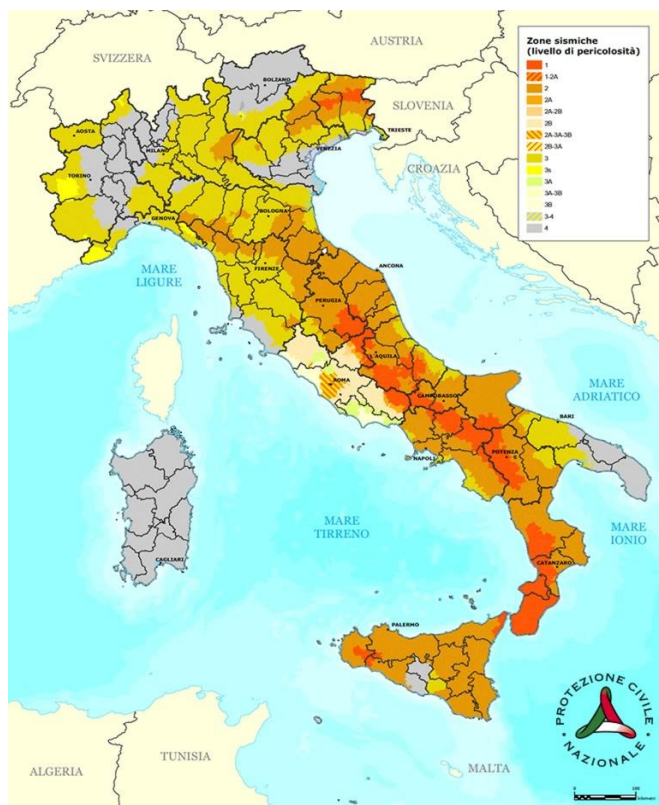 AUSTRIA
SVIZZERA
BOLZANO
SLOVENIA
AOSTA
TRIESTE
MILANO
VENEZIA
TORINO
CROAZIA
BOLOGNA
GENOVA
FIRENZE
ANCONA
MARE
LIGURE
PERUGIA
L'AQUILA
ROMA
CAMPOBASSO
MARE
ADRIATICO
BARI
NAPOLI
POTENZA
MARE
TIRRENO
MARE
IONIO
CAGLIARI
CATANZARO
PALERMO
ALGERIA
TUNISIA
MALTA
Zone sismiche
(livello di pericolosità)
1
1-2A
2
2A
2A-2B
2B
2A-3A-3B
2B-3A
3
3s
3A
3A-3B
3B
3-4
4
PROTEZIONE CIVILE
NAZIONALE